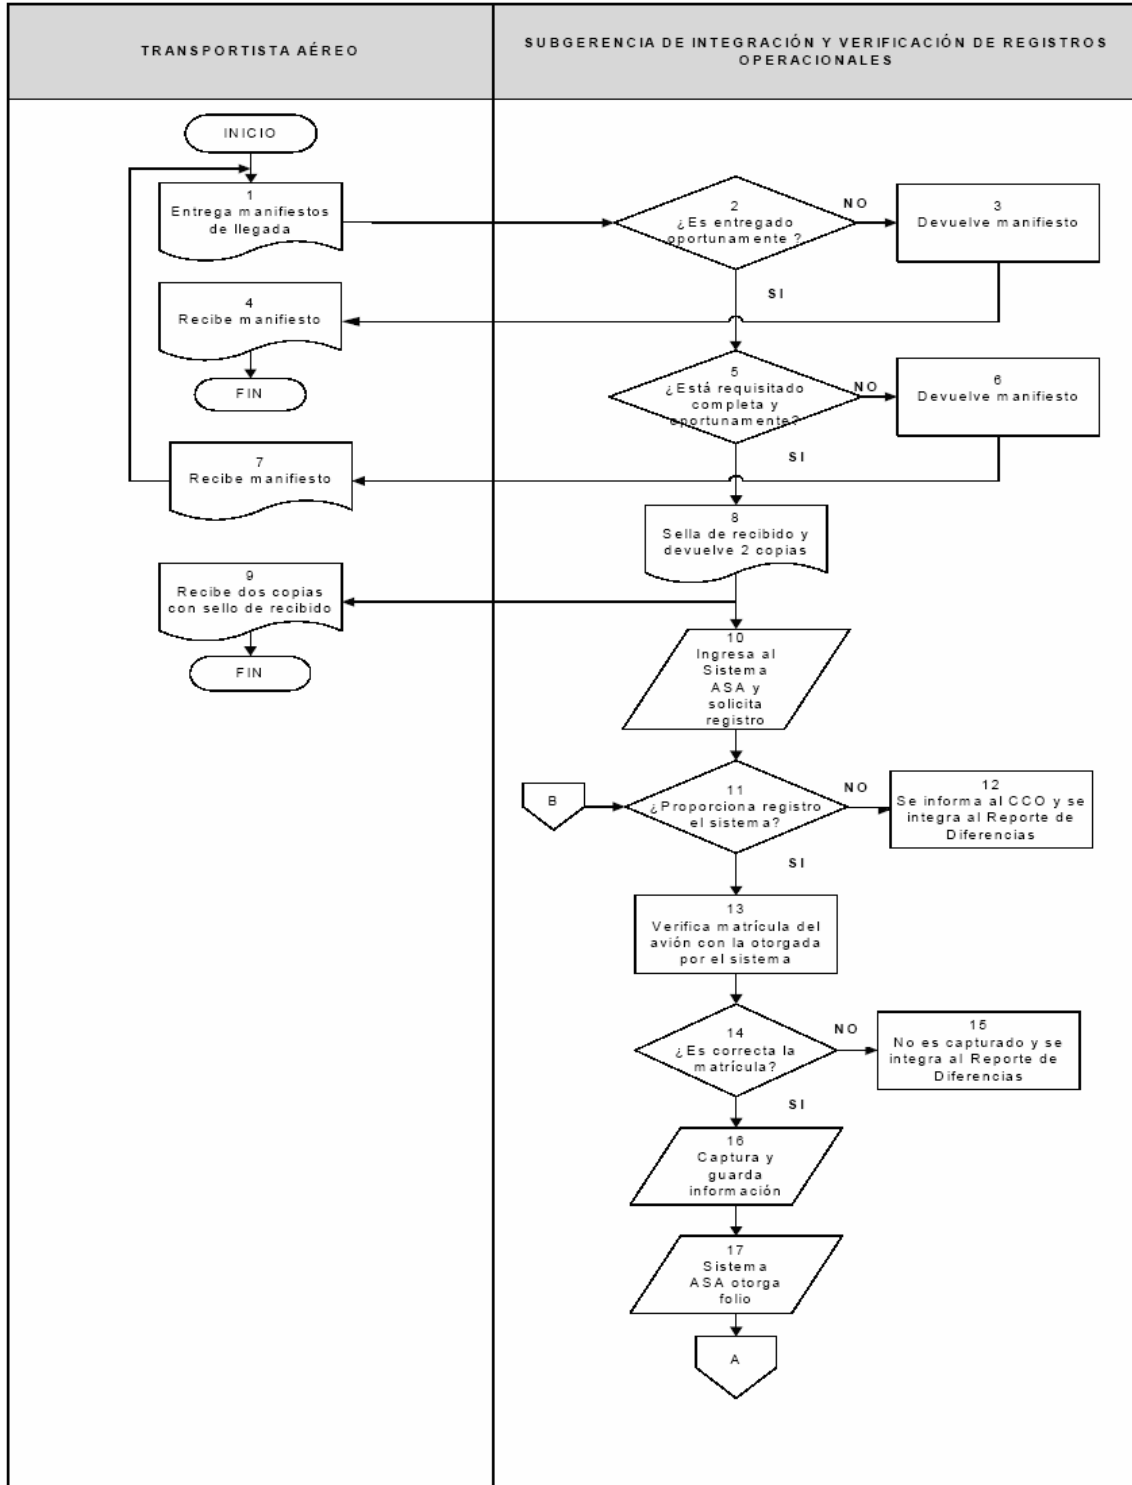 TRANSPORTISTA AÉREO
SUBGERENCIA DE INTEGRACIÓN Y VERIFICACIÓN DE REGISTROS
OPERACIONALES
INICIO
1
Entrega manifiestos
de llegada
2
¿Es entregado
oportunamente ?
NO
3
Devuelve manifiesto
SI
4
Recibe manifiesto
FIN
5
¿Está requisitado
completa y
oportunamente?
NO
6
Devuelve manifiesto
SI
7
Recibe manifiesto
8
Sella de recibido y
devuelve 2 copias
9
Recibe dos copias
con sello de recibido
FIN
10
Ingresa al
Sistema
ASA y
solicita
registro
B
11
¿Proporciona registro
el sistema?
NO
12
Se informa al CCO y se
integra al Reporte de
Diferencias
SI
13
Verifica matrícula del
avión con la otorgada
por el sistema
14
¿Es correcta la
matrícula?
NO
15
No es capturado y se
integra al Reporte de
Diferencias
SI
16
Captura y
guarda
información
17
Sistema
ASA otorga
folio
A